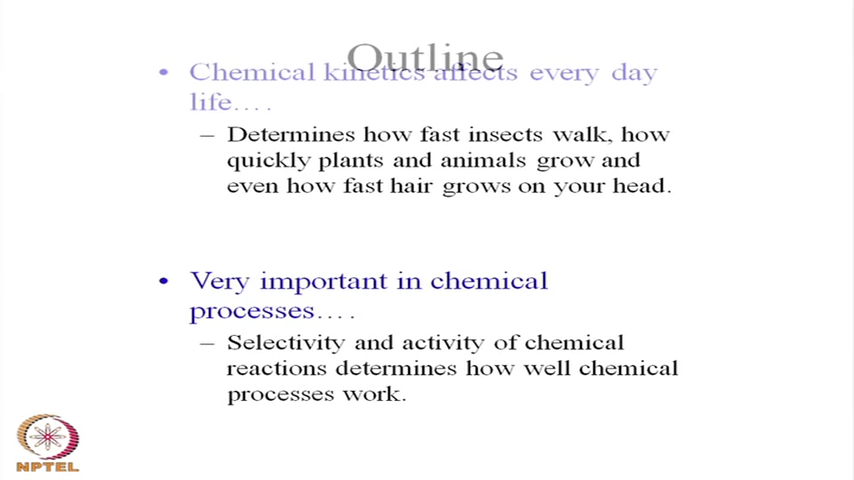 Outline
• Chemical kinetics affects every day
life….
– Determines how fast insects walk, how
quickly plants and animals grow and
even how fast hair grows on your head.
• Very important in chemical
processes….
– Selectivity and activity of chemical
reactions determines how well chemical
processes work.
NPTEL